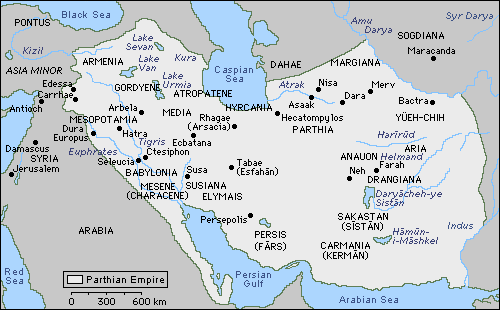 Black Sea
PONTUS
Kizil
ASIA MINOR
Lake
Sevan
ARMENIA
Lake
Van
Kura
Lake
Urmia
GORDYENE
ATROPATENE
Caspian
Sea
DAHAE
MARGIANA
Amu
Darya
Syr Darya
SOGDIANA
Maracanda
Edessa
Carrhae
Antioch
Arbela
MEDIA
MESOPOTAMIA
HYRCANIA
Atrak
Nisa
Asaak
Merv
Dara
Bactra
Hecatompylos
PARTHIA
YÜEH-CHIH
Dura
Europus
Hatra
Rhagae
(Arsacia)
Ecbatana
Tigris
Euphrates
Ctesiphon
Seleucia
Damascus
SYRIA
Jerusalem
Harīrūd
ARIA
ANAUON
Helmand
Farah
Neh
DRANGIANA
Tabae
(Esfahān)
BABYLONIA
Susa
SUSIANA
MESENE
(CHARACENE)
ELYMAIS
Daryācheh-ye
Sīstān
Persepolis
SAKASTAN
(SĪSTĀN)
Hāmūn-
i-Māshkel
Indus
ARABIA
PERSIS
(FĀRS)
CARMANIA
(KERMĀN)
Red
Sea
Persian
Gulf
Arabian Sea
Parthian Empire
0 300 600 km